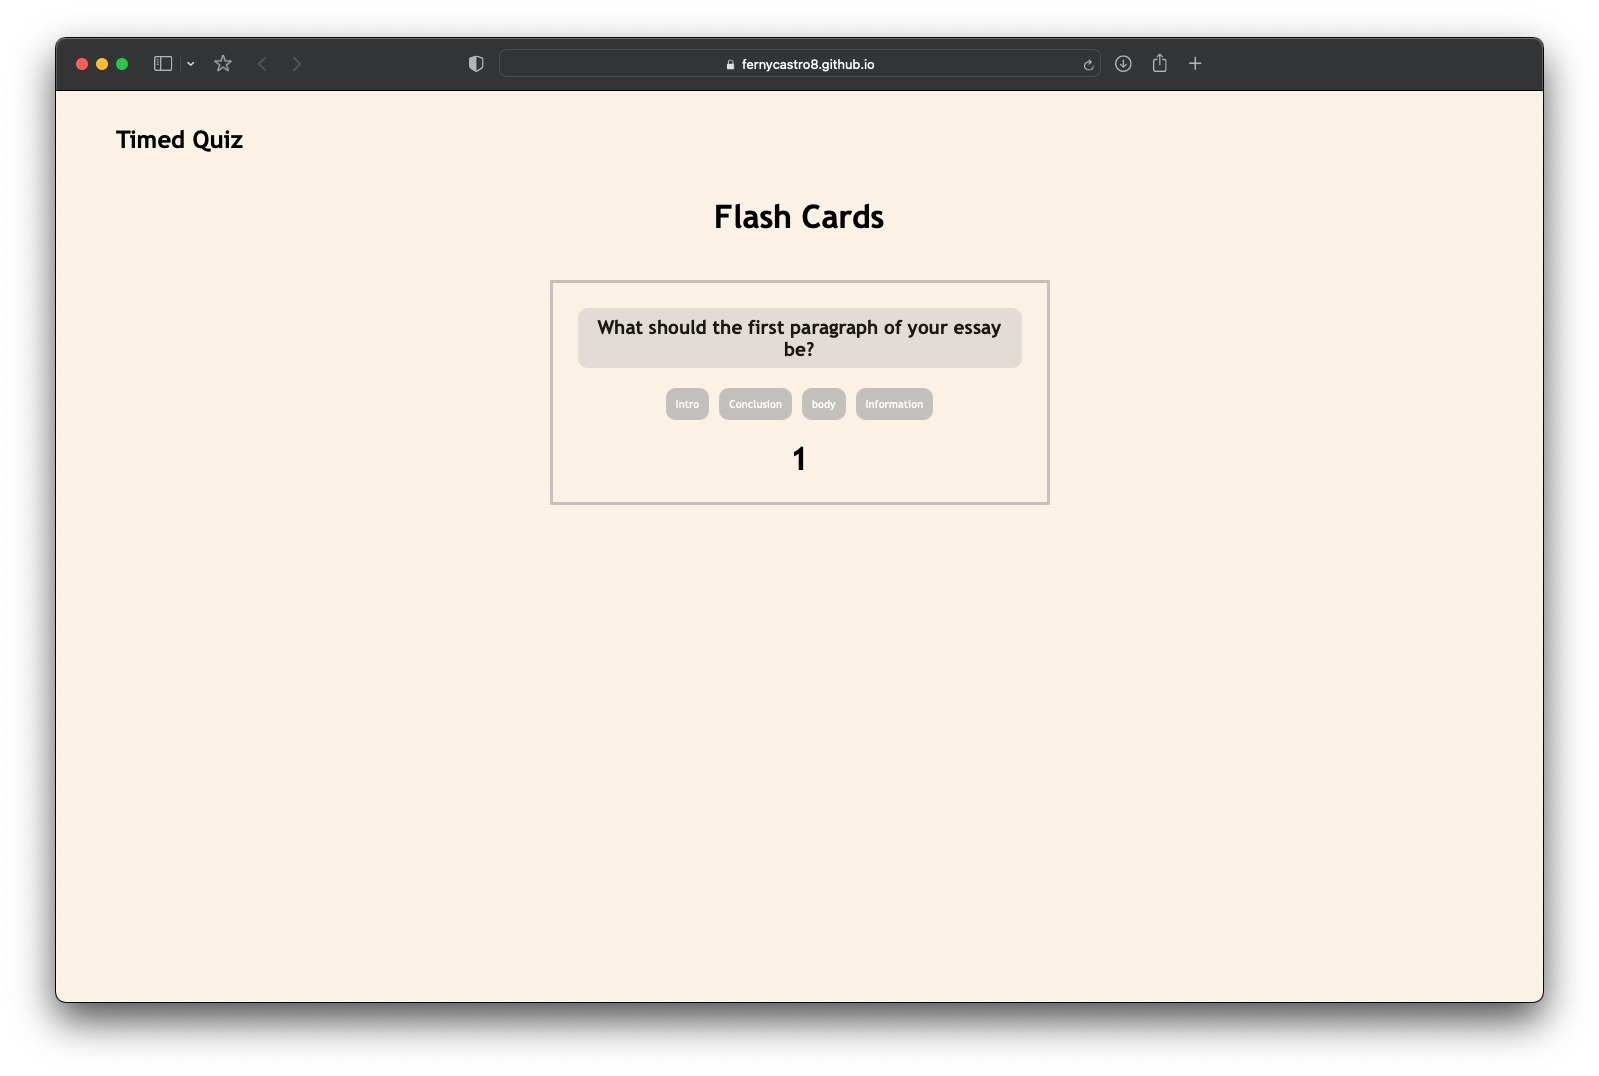 fernycastro8.github.io
Timed Quiz
Flash Cards
What should the first paragraph of your essay
be?
Intro Conclusion body Information
1